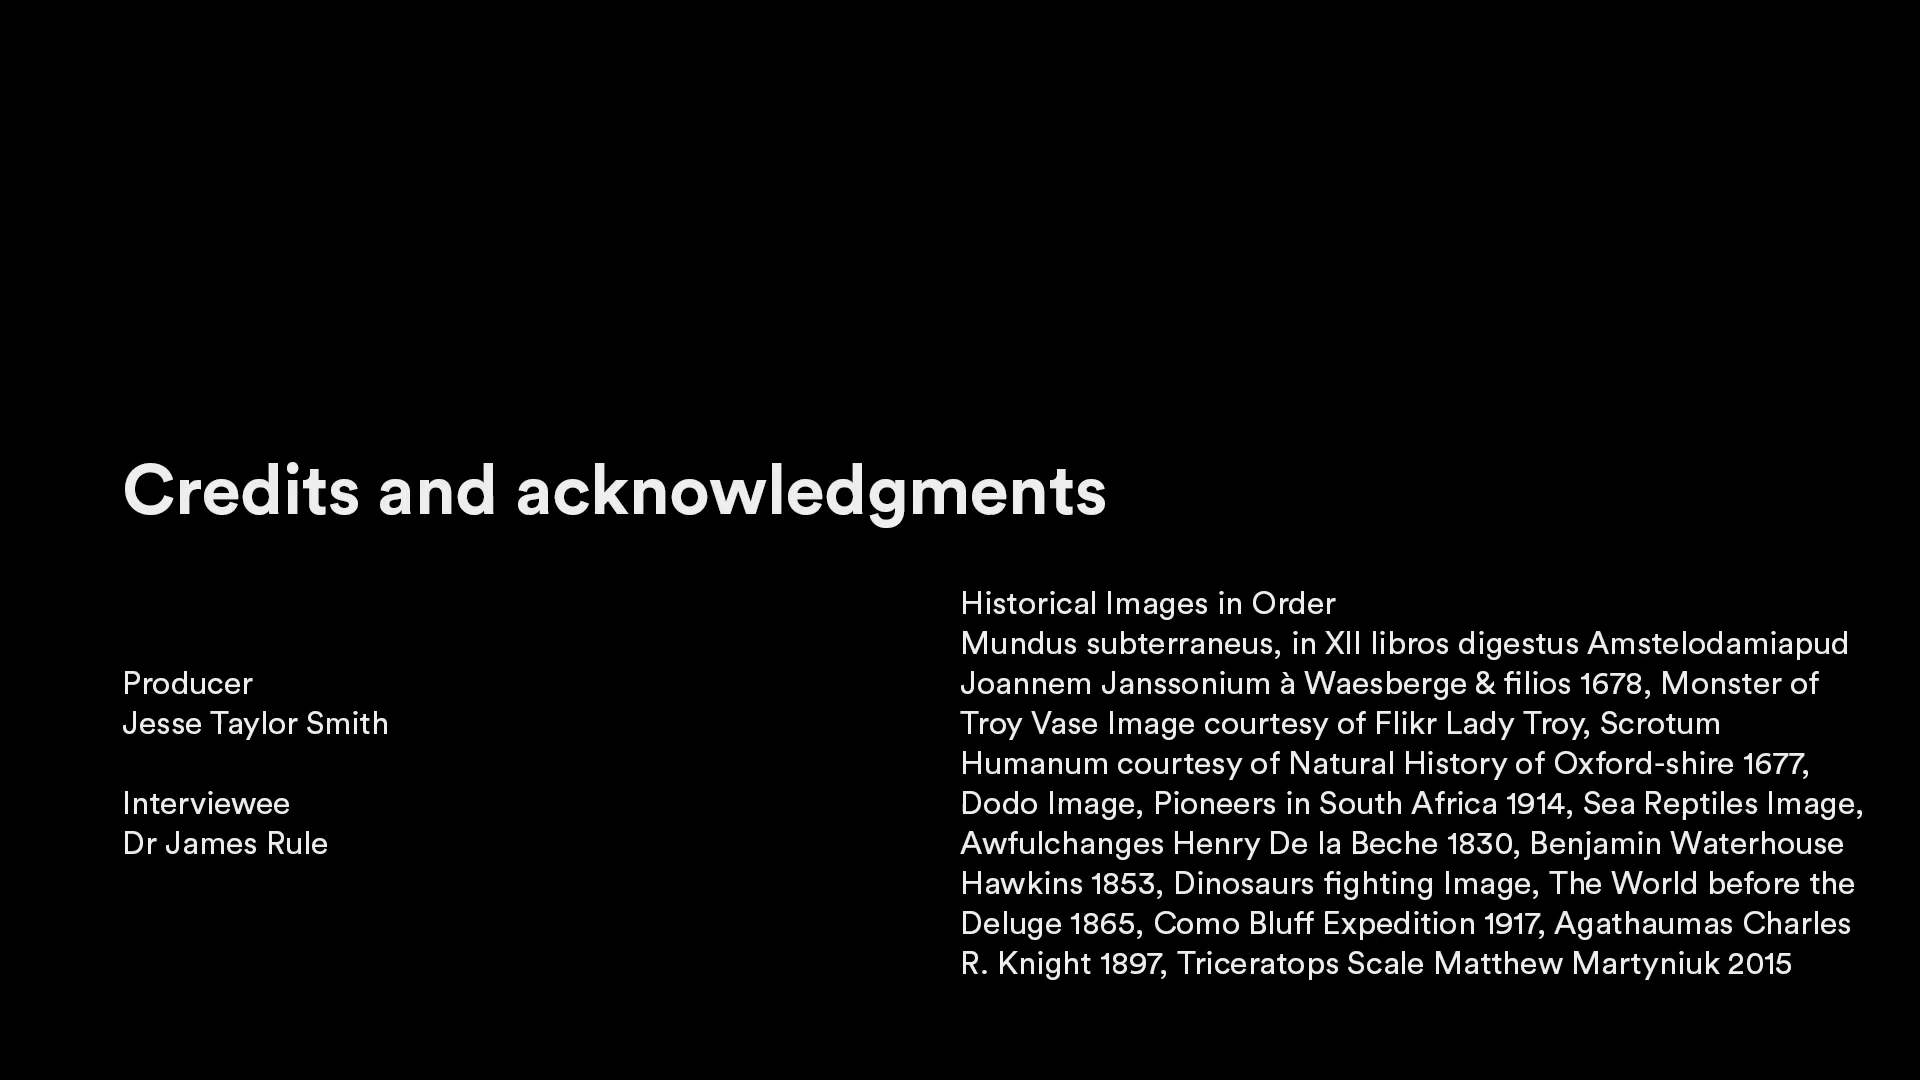 Credits and acknowledgments
Producer
Jesse Taylor Smith
Interviewee
Dr James Rule
Historical Images in Order
Mundus subterraneus, in XII libros digestus Amstelodamiapud
Joannem Janssonium à Waesberge & filios 1678, Monster of
Troy Vase Image courtesy of Flikr Lady Troy, Scrotum
Humanum courtesy of Natural History of Oxford-shire 1677,
Dodo Image, Pioneers in South Africa 1914, Sea Reptiles Image,
Awfulchanges Henry De la Beche 1830, Benjamin Waterhouse
Hawkins 1853, Dinosaurs fighting Image, The World before the
Deluge 1865, Como Bluff Expedition 1917, Agathaumas Charles
R. Knight 1897, Triceratops Scale Matthew Martyniuk 2015